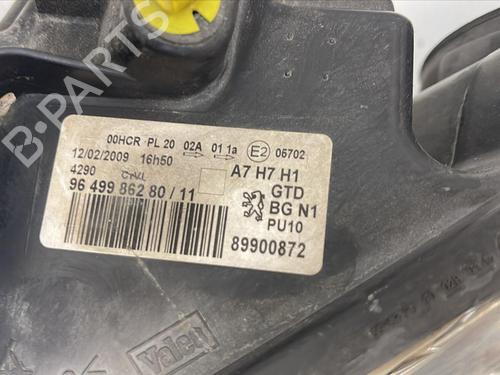 00HCR PL 20 02A 01 1a E2 05702
12/02/2009 16h50
4290 CrVL
A7 H7 H1
96 499 862 80 / 11
GTD
BG N1
PU10
89900872
Valeo
B-PARTS